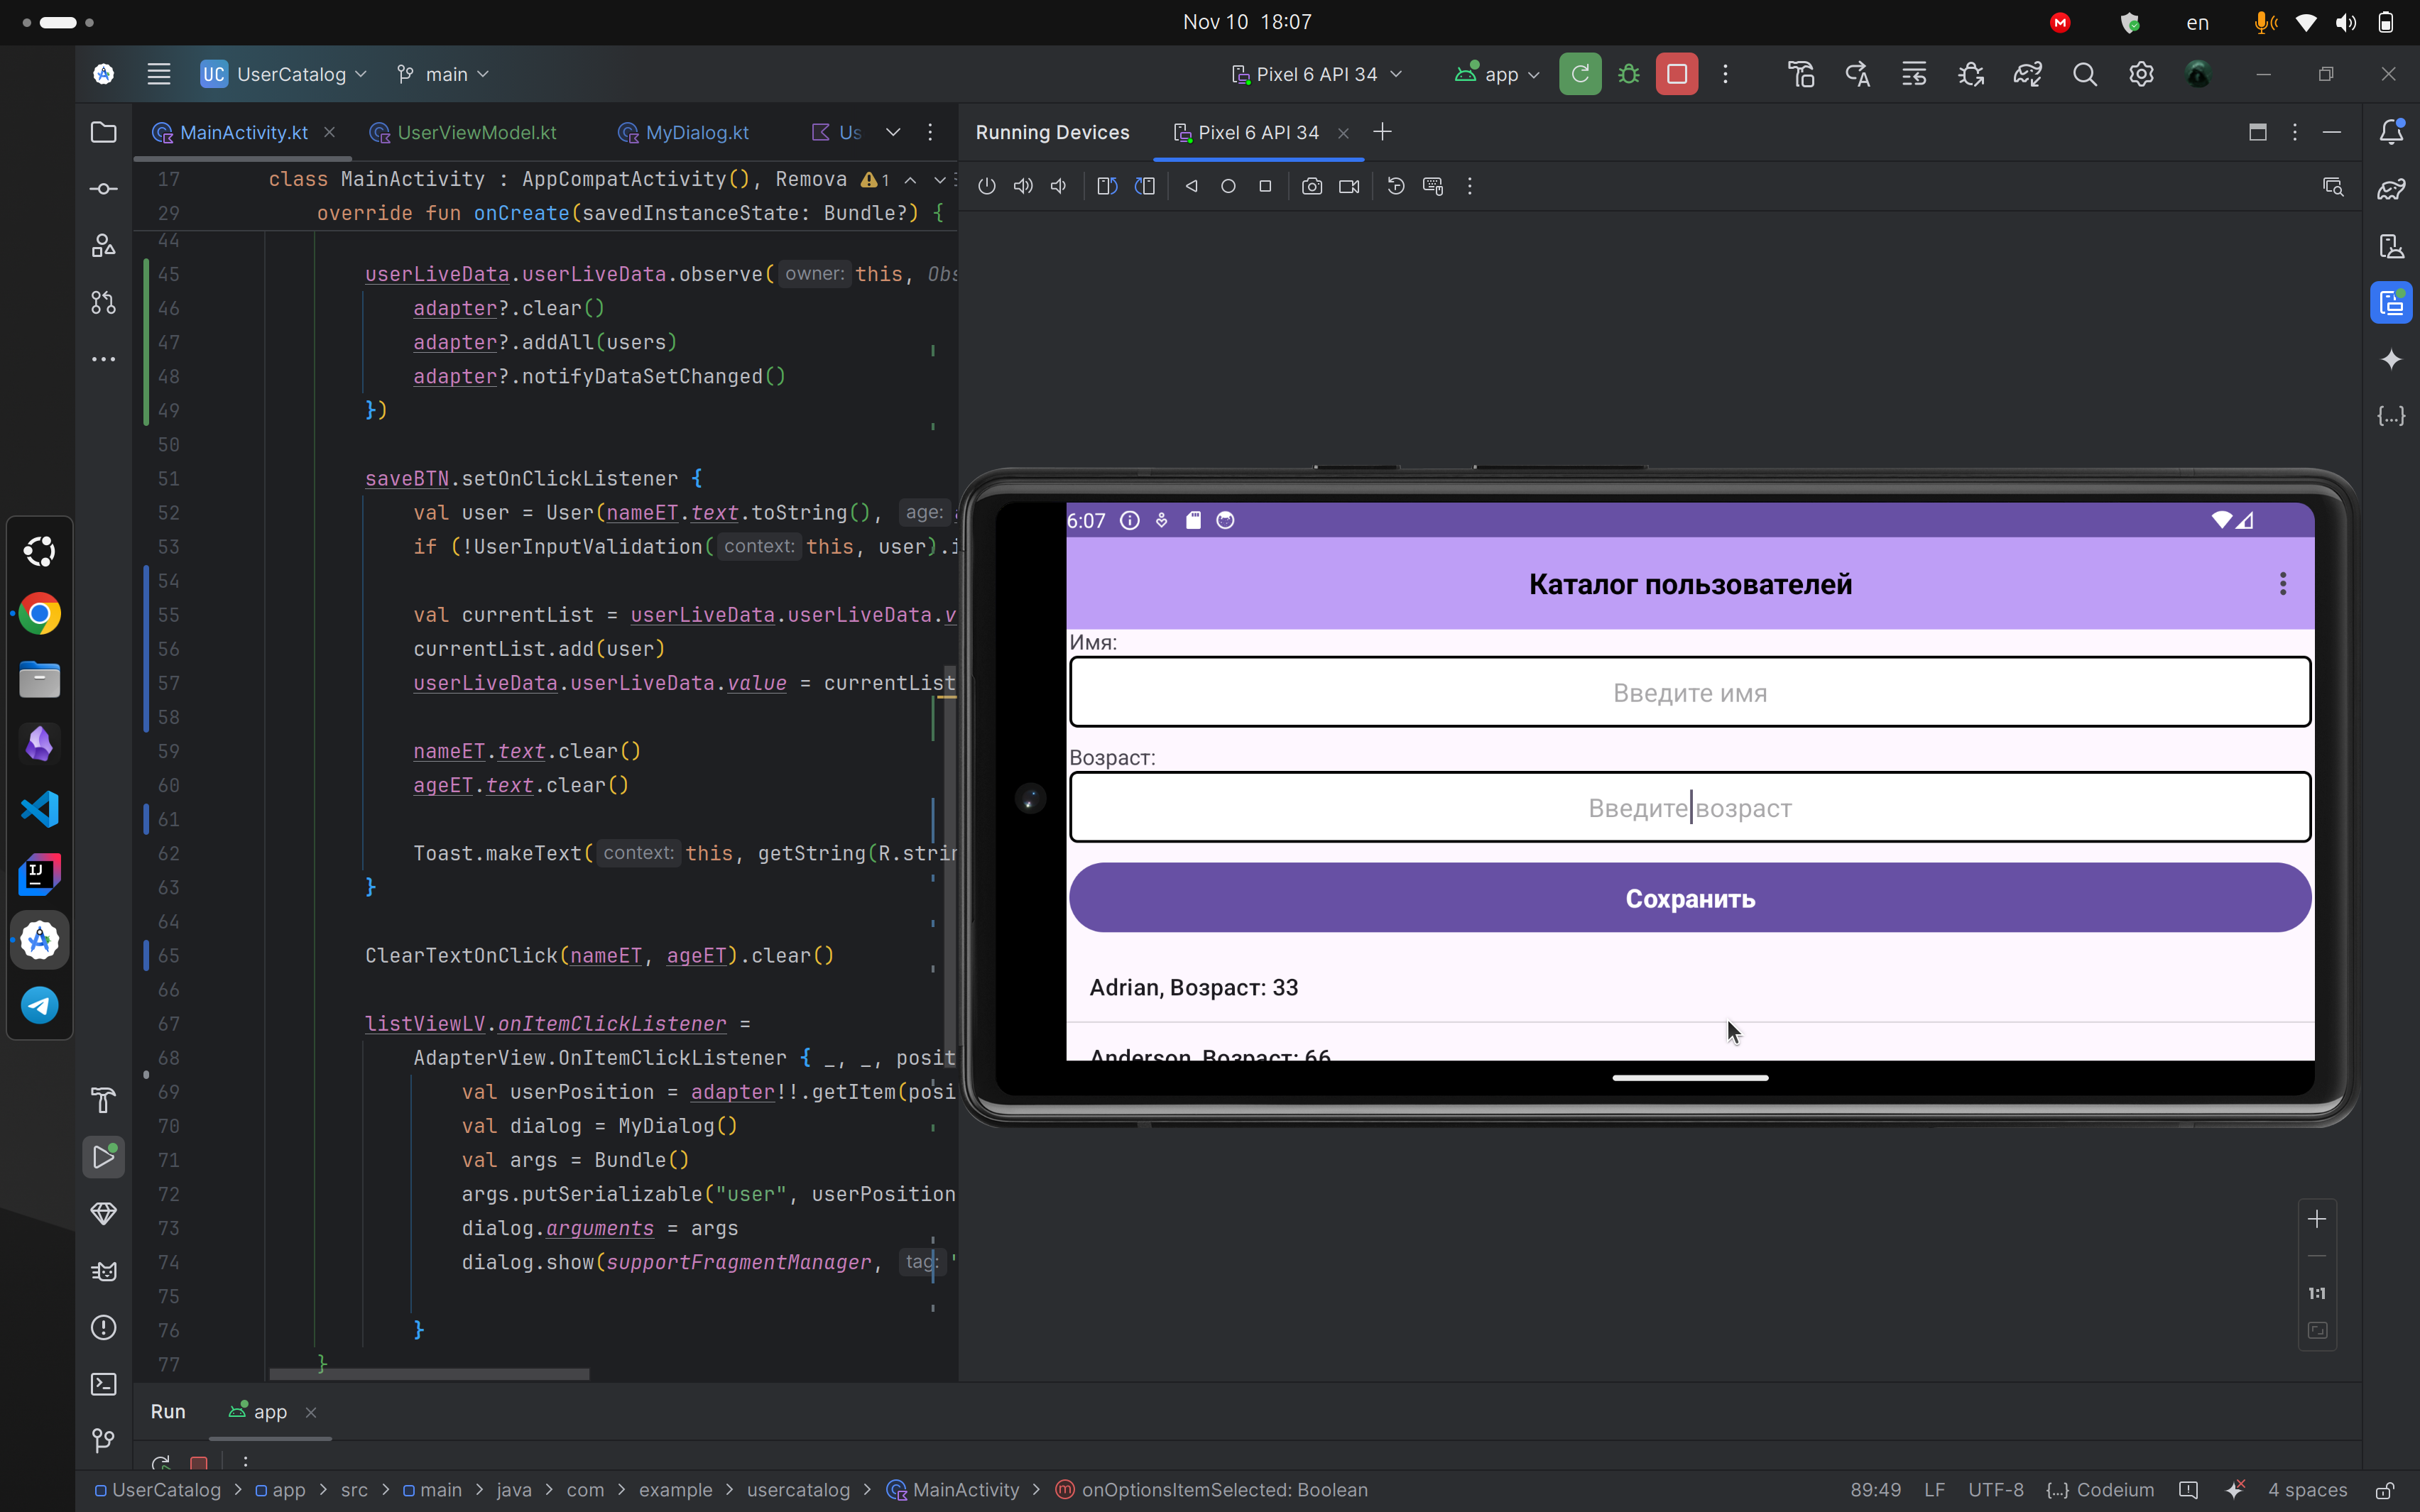 Nov 10 18:07
en
UC UserCatalog main
Pixel 6 API 34 app
MainActivity.kt UserViewModel.kt MyDialog.kt Us
Running Devices Pixel 6 API 34
17 class MainActivity : AppCompatActivity(), Remova 1
29 override fun onCreate(savedInstanceState: Bundle?) {
44
45 userLiveData.userLiveData.observe( owner: this, Obs
46 adapter?.clear()
47 adapter?.addAll(users)
48 adapter?.notifyDataSetChanged()
49 })
50
51 saveBTN.setOnClickListener {
52 val user = User(nameET.text.toString(), age:
53 if (!UserInputValidation( context: this, user).i
54
55 val currentList = userLiveData.userLiveData.v
56 currentList.add(user)
57 userLiveData.userLiveData.value = currentList
58
59 nameET.text.clear()
60 ageET.text.clear()
61
62 Toast.makeText( context: this, getString(R.strin
63 }
64
65 ClearTextOnClick(nameET, ageET).clear()
66
67 listViewLV.onItemClickListener =
68 AdapterView.OnItemClickListener { _, _, posit
69 val userPosition = adapter!!.getItem(posi
70 val dialog = MyDialog()
71 val args = Bundle()
72 args.putSerializable("user", userPosition
73 dialog.arguments = args
74 dialog.show(supportFragmentManager, tag: "
75
76 }
77 }
6:07
Каталог пользователей
Имя:
Введите имя
Возраст:
Введите возраст
Сохранить
Adrian, Возраст: 33
Anderson, Возраст: 66
1:1
Run app
UserCatalog > app > src > main > java > com > example > usercatalog > MainActivity > onOptionsItemSelected: Boolean
89:49 LF UTF-8 {...} Codeium 4 spaces